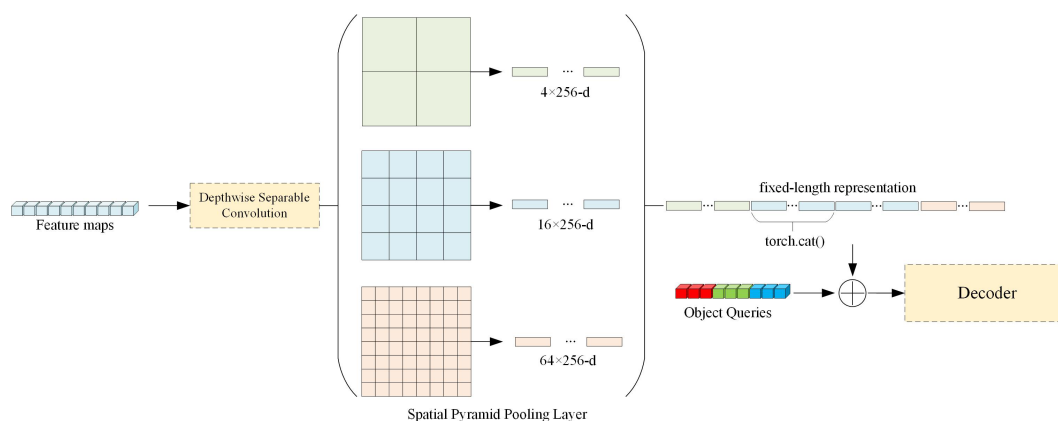 Feature maps
Depthwise Separable
Convolution
...
4×256-d
...
16×256-d
...
64×256-d
Spatial Pyramid Pooling Layer
fixed-length representation
... ... ... ...
torch.cat()
Object Queries
Decoder